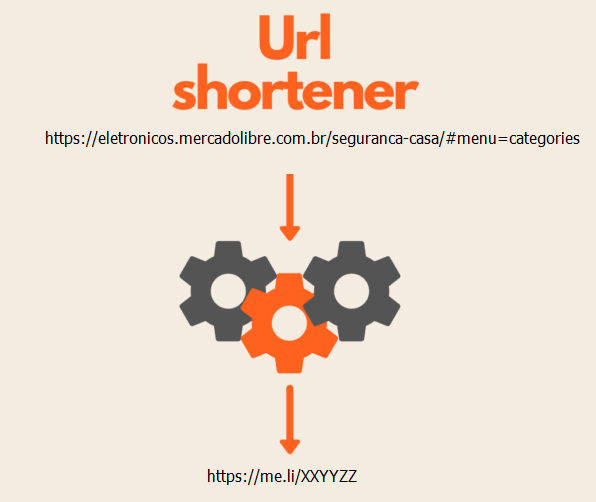 Url
shortener
https://eletronicos.mercadolibre.com.br/seguranca-casa/#menu=categories
https://me.li/XXYYZZ